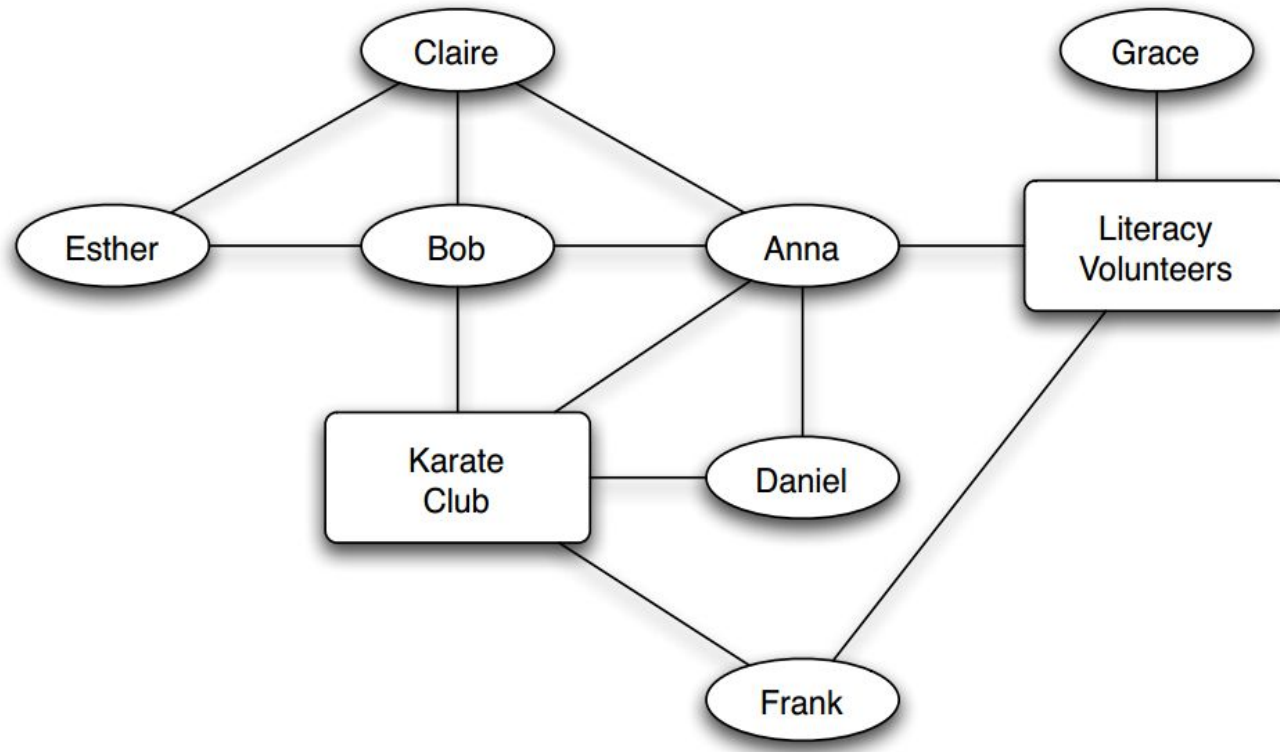 Claire
Grace
Esther
Bob
Anna
Literacy
Volunteers
Karate
Club
Daniel
Frank